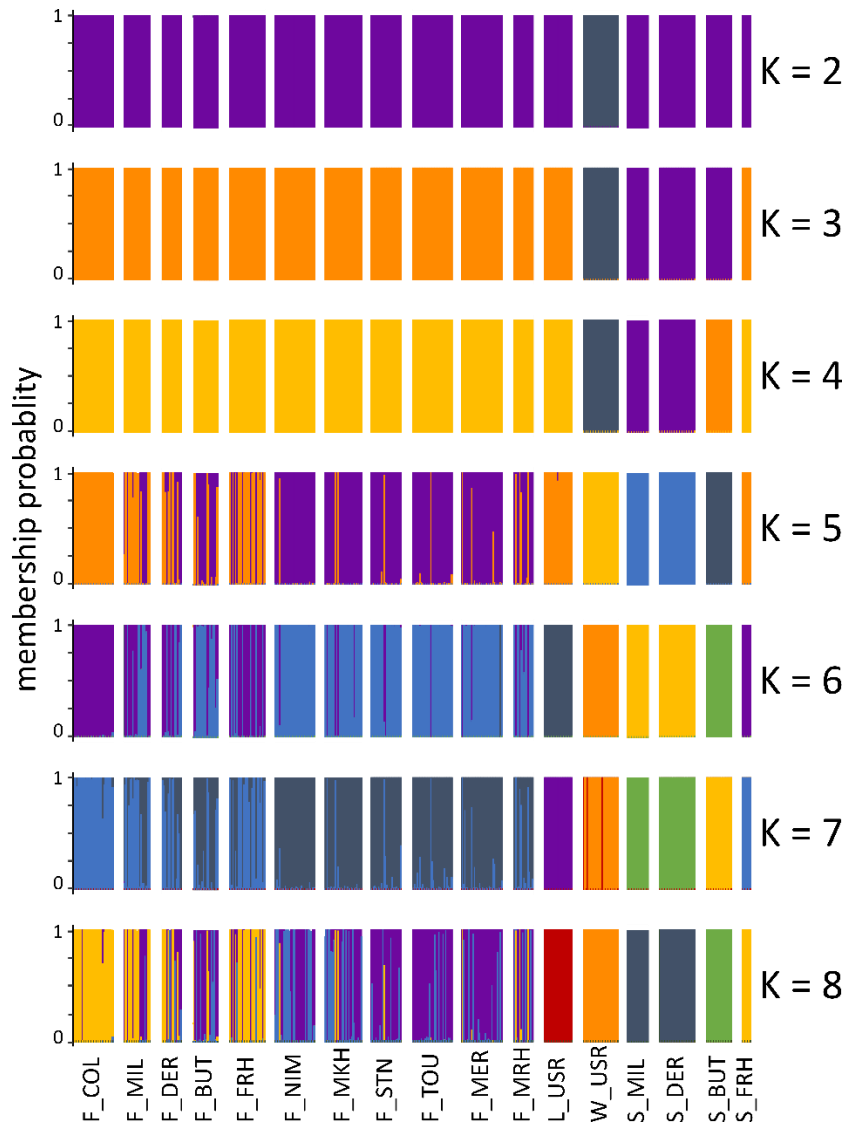 1
0
K = 2
1
0
K = 3
1
0
K = 4
1
0
K = 5
1
0
K = 6
1
0
K = 7
1
0
K = 8
membership probablity
F_COL
F_MIL
F_DER
F_BUT
F_FRH
F_NIM
F_MKH
F_STN
F_TOU
F_MER
F_MRH
L_USR
W_USR
S_MIL
S_DER
S_BUT
S_FRH